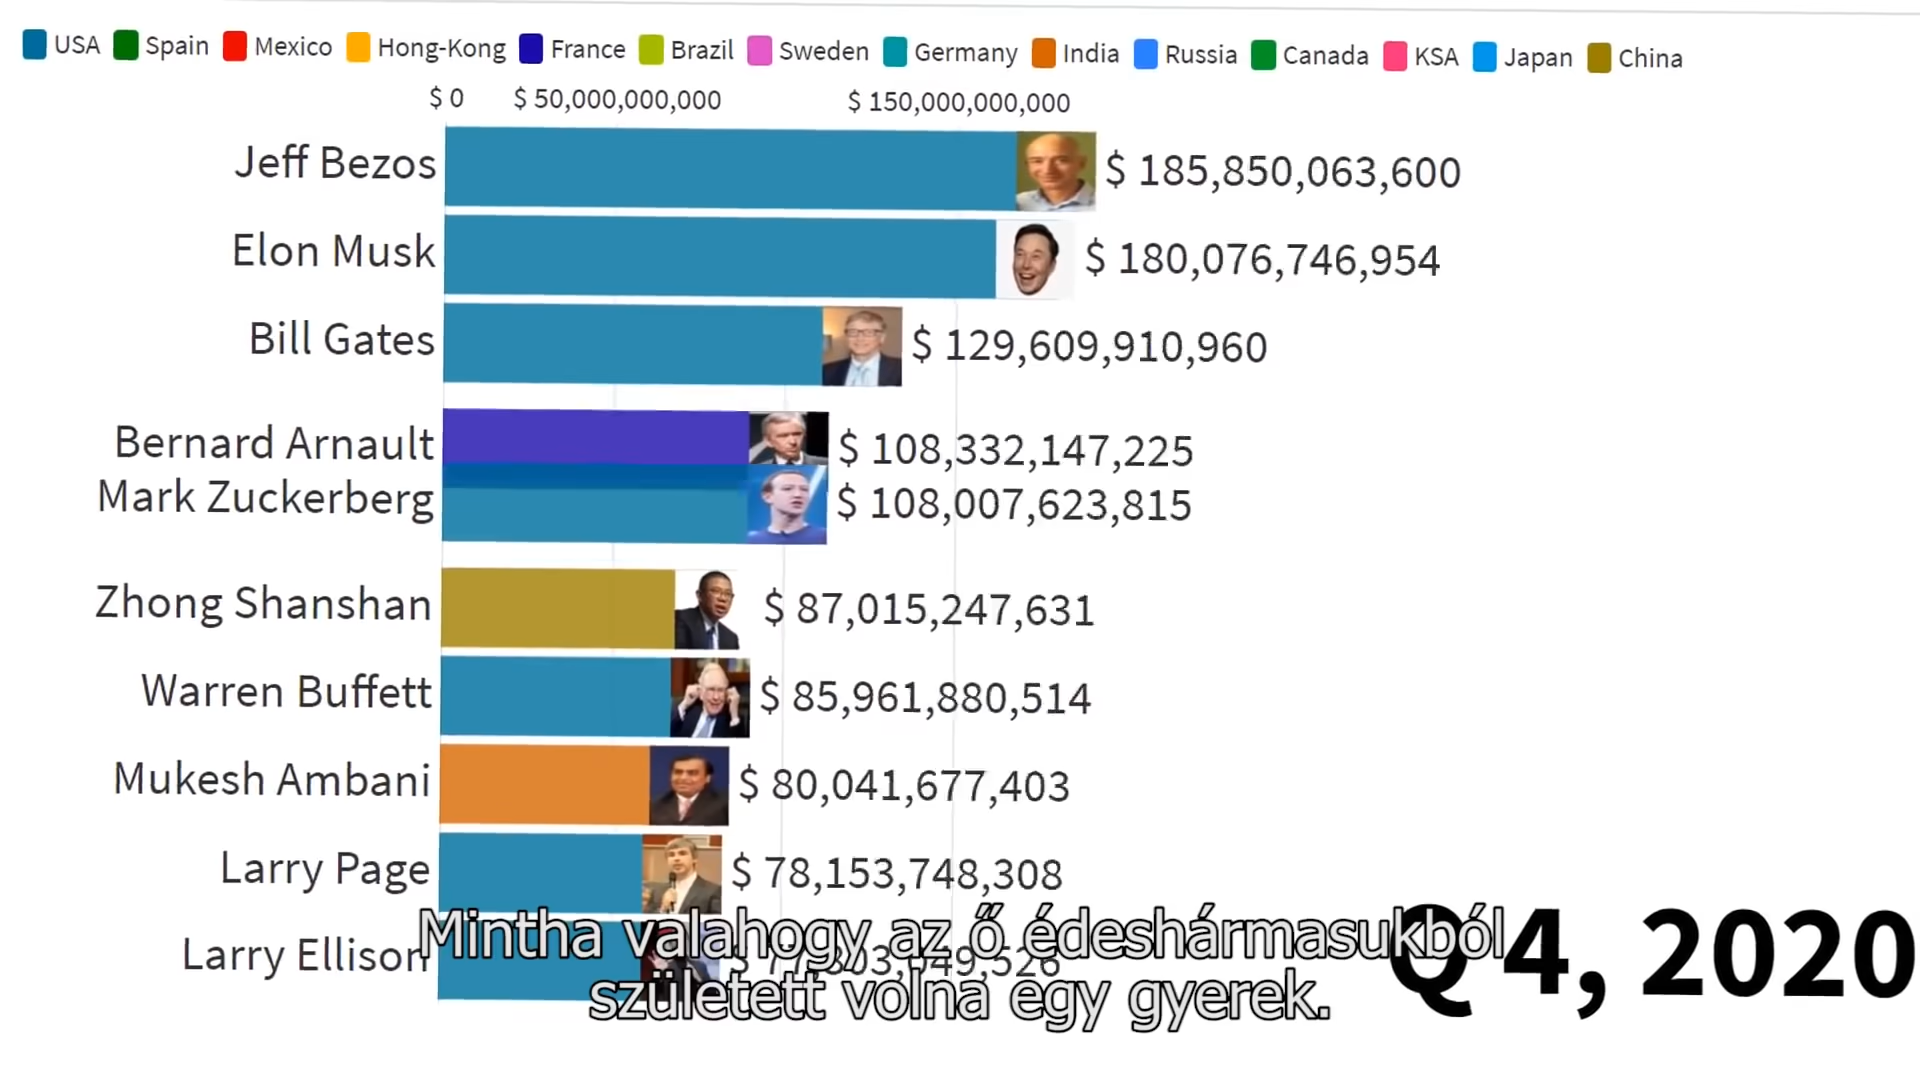 USA Spain Mexico Hong-Kong France Brazil Sweden Germany India Russia Canada KSA Japan China
$ 0 $ 50,000,000,000 $ 150,000,000,000
Jeff Bezos $ 185,850,063,600
Elon Musk $ 180,076,746,954
Bill Gates $ 129,609,910,960
Bernard Arnault $ 108,332,147,225
Mark Zuckerberg $ 108,007,623,815
Zhong Shanshan $ 87,015,247,631
Warren Buffett $ 85,961,880,514
Mukesh Ambani $ 80,041,677,403
Larry Page $ 78,153,748,308
Larry Ellison
Q4, 2020
Mintha valahogy az ő édeshármasukból
született volna egy gyerek.